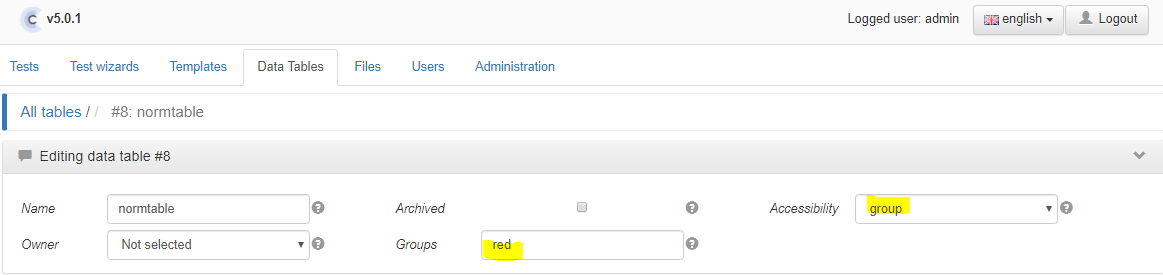 C v5.0.1 Logged user: admin english Logout
Tests Test wizards Templates Data Tables Files Users Administration
All tables / / #8: normtable
Editing data table #8
Name normtable Archived Accessibility group
Owner Not selected Groups red